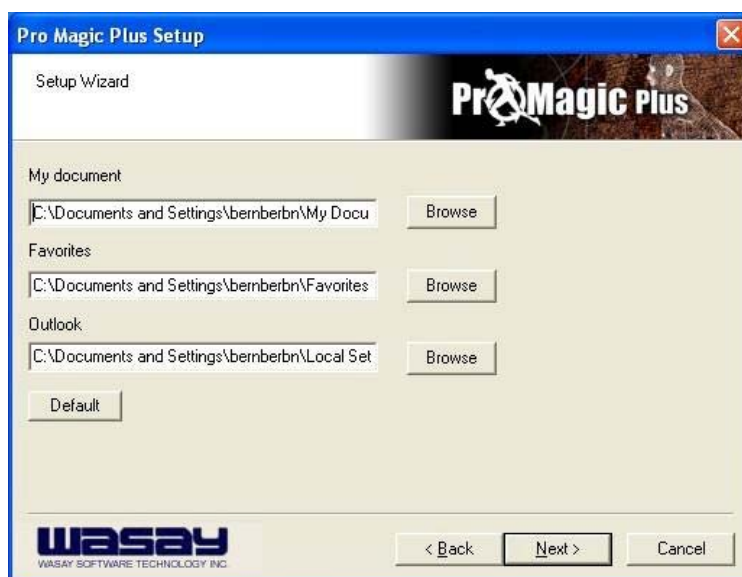 Pro Magic Plus Setup
Setup Wizard
ProMagic Plus
My document
C:\Documents and Settings\bernberbn\My Docu
Browse
Favorites
C:\Documents and Settings\bernberbn\Favorites
Browse
Outlook
C:\Documents and Settings\bernberbn\Local Set
Browse
Default
wasay
WASAY SOFTWARE TECHNOLOGY INC.
< Back
Next >
Cancel